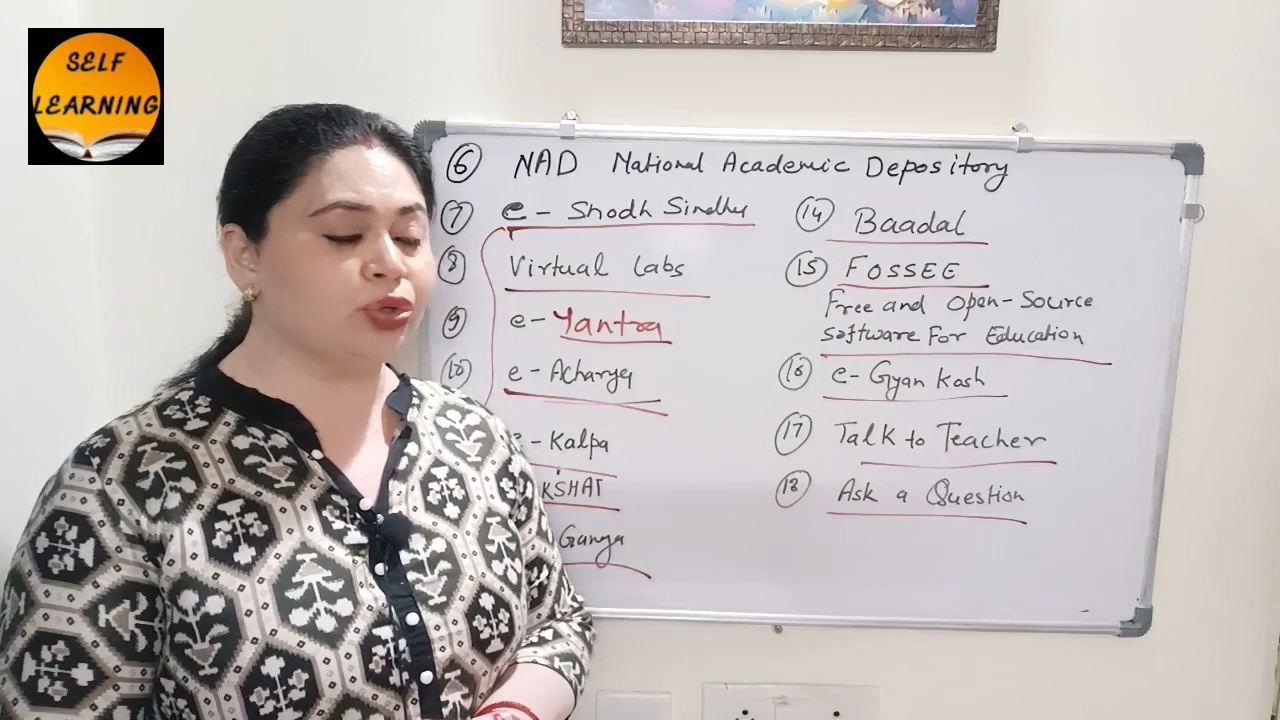 SELF
LEARNING
6 NAD National Academic Depository
7 e - Shodh Sindhu
8 Virtual Labs
9 e - Yantra
10 e - Acharya
e - Kalpa
KSHAT
Ganga
14 Baadal
15 FOSSEE
Free and Open-Source
Software For Education
16 e - Gyan Kosh
17 Talk to Teacher
18 Ask a Question